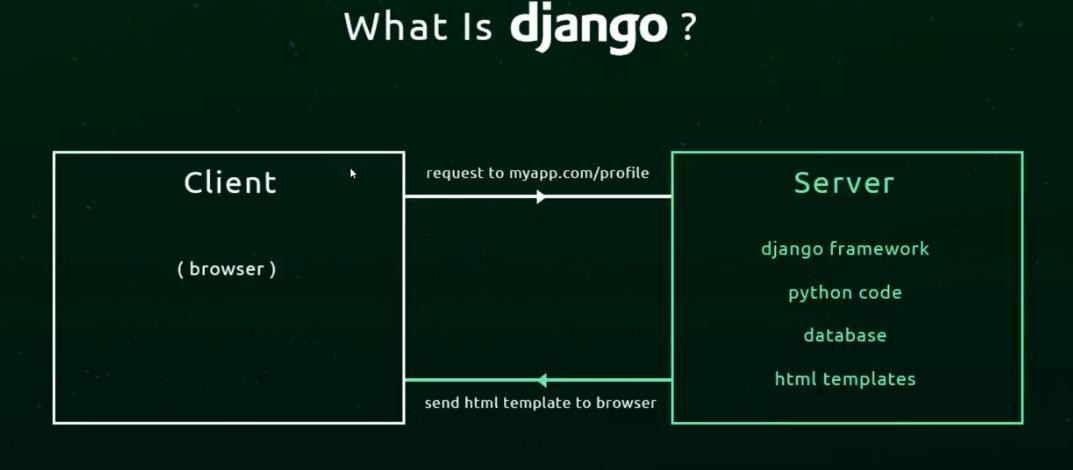 What Is django ?
Client
( browser )
request to myapp.com/profile
send html template to browser
Server
django framework
python code
database
html templates